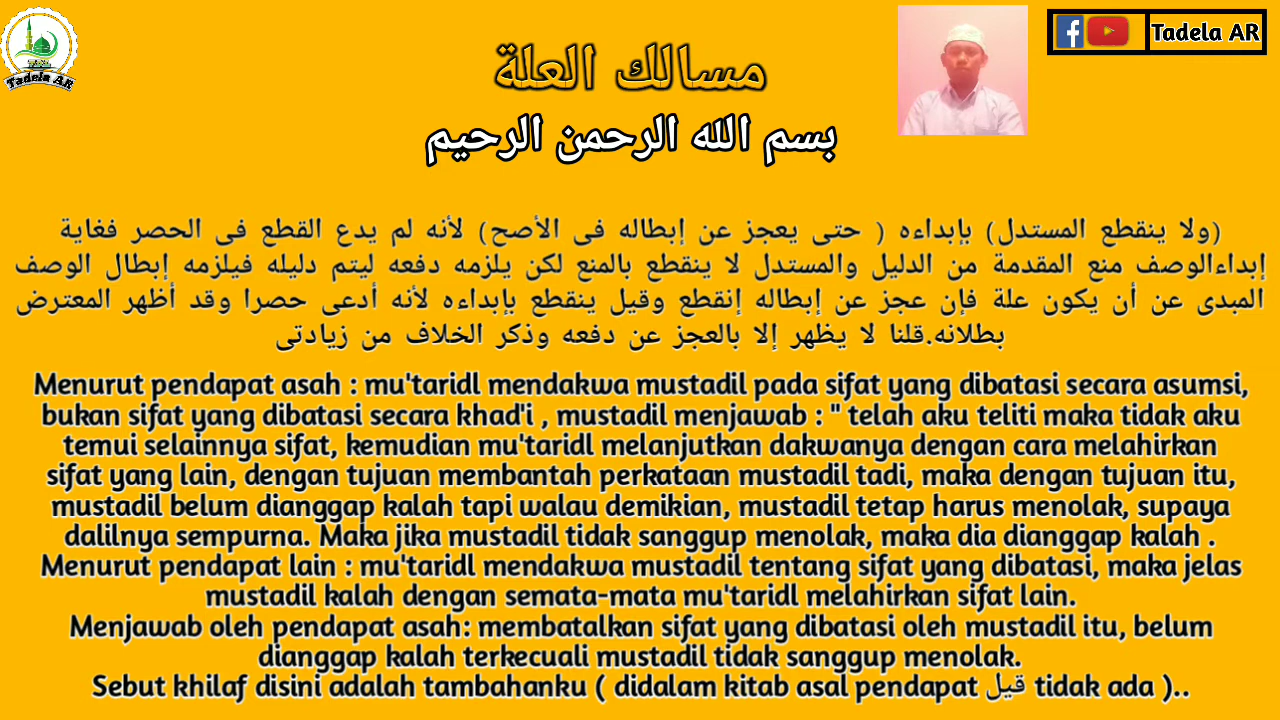 Tadela AR
Tadela AR
مسالك العلة
بسم الله الرحمن الرحيم
(ولا ينقطع المستدل) بإبداءه ( حتى يعجز عن إبطاله فى الأصح) لأنه لم يدع القطع فى الحصر فغاية
إبداءالوصف منع المقدمة من الدليل والمستدل لا ينقطع بالمنع لكن يلزمه دفعه ليتم دليله فيلزمه إبطال الوصف
المبدى عن أن يكون علة فإن عجز عن إبطاله إنقطع وقيل ينقطع بإبداءه لأنه أدعى حصرا وقد أظهر المعترض
بطلانه.قلنا لا يظهر إلا بالعجز عن دفعه وذكر الخلاف من زيادتى
Menurut pendapat asah : mu'taridl mendakwa mustadil pada sifat yang dibatasi secara asumsi,
bukan sifat yang dibatasi secara khad'i , mustadil menjawab : " telah aku teliti maka tidak aku
temui selainnya sifat, kemudian mu'taridl melanjutkan dakwanya dengan cara melahirkan
sifat yang lain, dengan tujuan membantah perkataan mustadil tadi, maka dengan tujuan itu,
mustadil belum dianggap kalah tapi walau demikian, mustadil tetap harus menolak, supaya
dalilnya sempurna. Maka jika mustadil tidak sanggup menolak, maka dia dianggap kalah .
Menurut pendapat lain : mu'taridl mendakwa mustadil tentang sifat yang dibatasi, maka jelas
mustadil kalah dengan semata-mata mu'taridl melahirkan sifat lain.
Menjawab oleh pendapat asah: membatalkan sifat yang dibatasi oleh mustadil itu, belum
dianggap kalah terkecuali mustadil tidak sanggup menolak.
Sebut khilaf disini adalah tambahanku ( didalam kitab asal pendapat قيل tidak ada )..